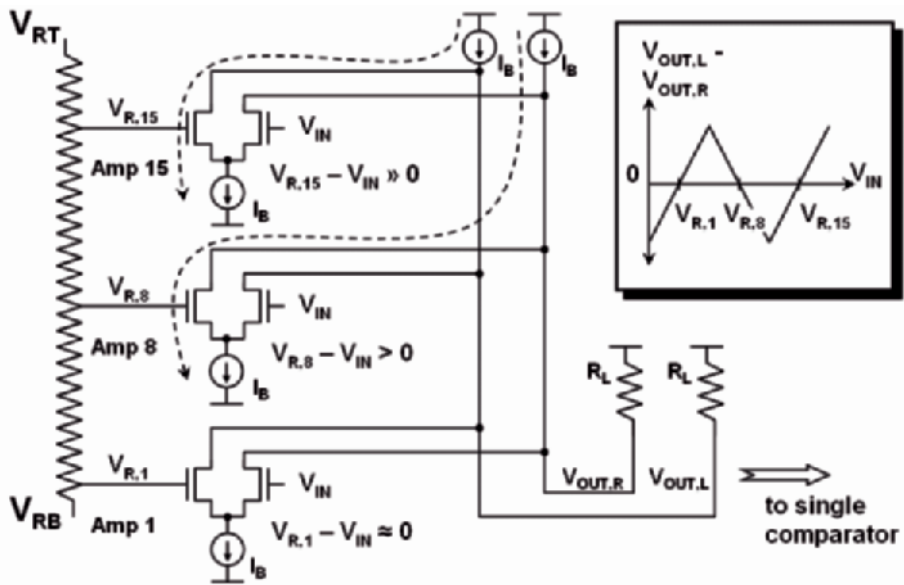 V_RT
I_B
I_B
V_R,15
V_IN
Amp 15
V_R,15 – V_IN » 0
I_B
V_R,8
V_IN
Amp 8
V_R,8 – V_IN > 0
I_B
V_R,1
V_IN
V_RB
Amp 1
V_R,1 – V_IN ≈ 0
I_B
V_OUT,L -
V_OUT,R
0
V_IN
V_R,1
V_R,8
V_R,15
R_L
R_L
V_OUT,R
V_OUT,L
to single
comparator